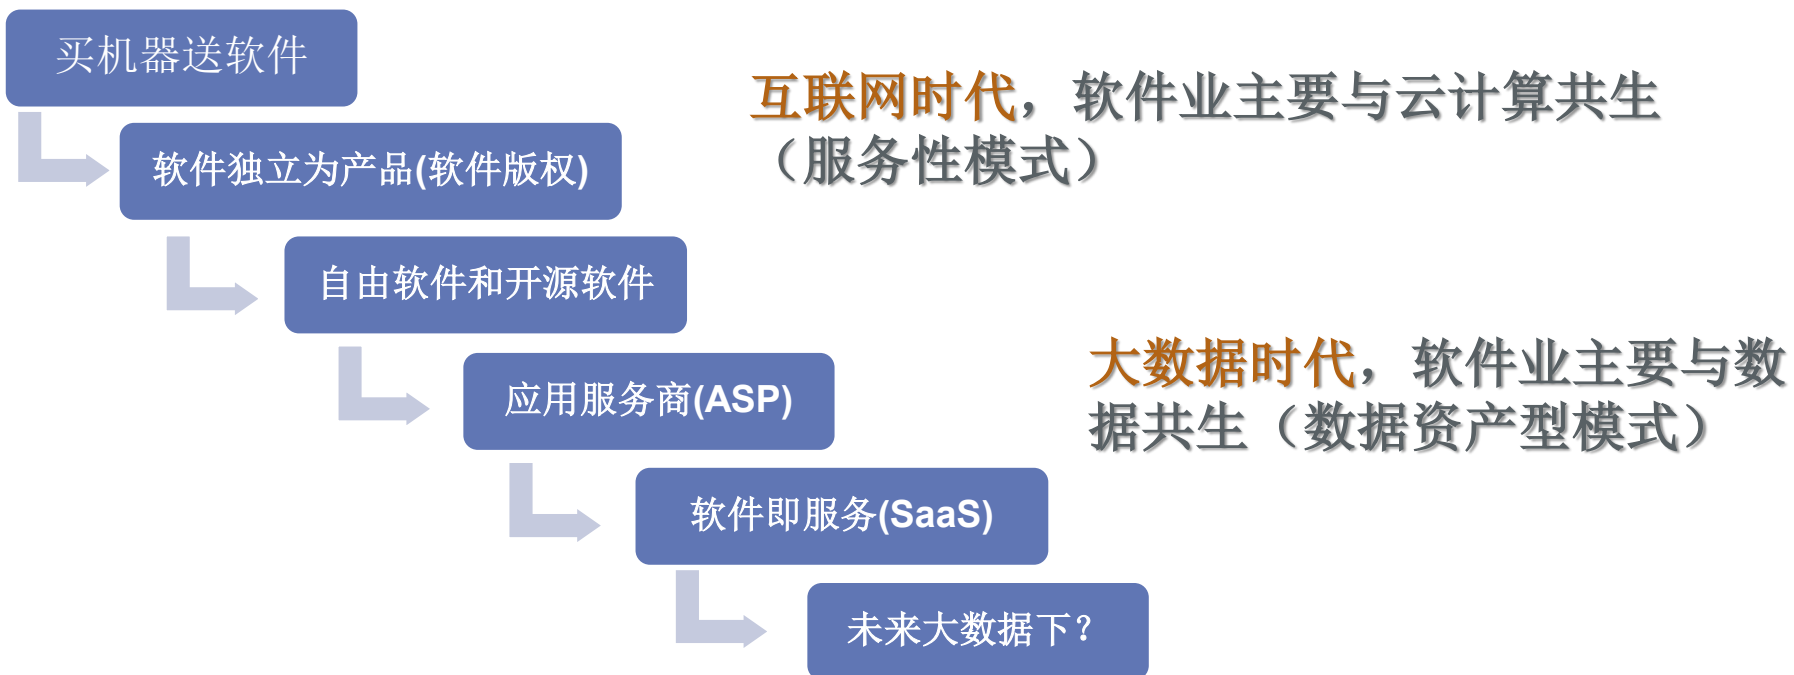 买机器送软件
互联网时代，软件业主要与云计算共生
（服务性模式）
软件独立为产品(软件版权)
自由软件和开源软件
大数据时代，软件业主要与数
据共生（数据资产型模式）
应用服务商(ASP)
软件即服务(SaaS)
未来大数据下？